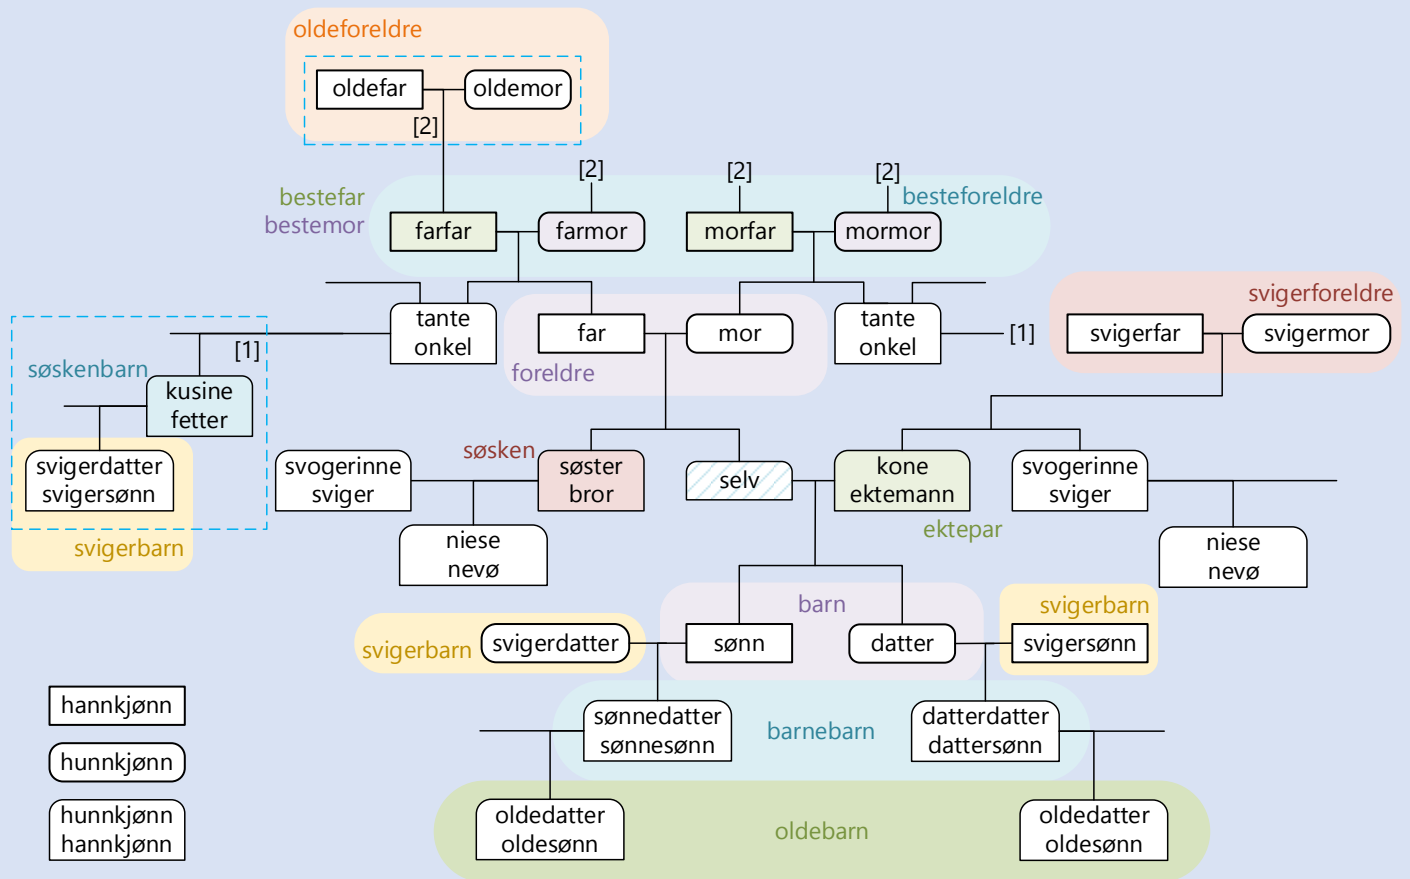 oldeforeldre
oldefar
oldemor
[2]
[2]
[2]
[2]
bestefar
bestemor
besteforeldre
farfar
farmor
morfar
mormor
svigerforeldre
tante
onkel
far
mor
tante
onkel
[1]
svigerfar
svigermor
[1]
foreldre
søskenbarn
kusine
fetter
svigerdatter
svigersønn
svigerbarn
svogerinne
sviger
søsken
søster
bror
selv
kone
ektemann
ektepar
svogerinne
sviger
niese
nevø
niese
nevø
barn
svigerbarn
svigerbarn
svigerdatter
sønn
datter
svigersønn
hannkjønn
hunnkjønn
hunnkjønn
hannkjønn
sønnedatter
sønnesønn
barnebarn
datterdatter
dattersønn
oldedatter
oldesønn
oldebarn
oldedatter
oldesønn